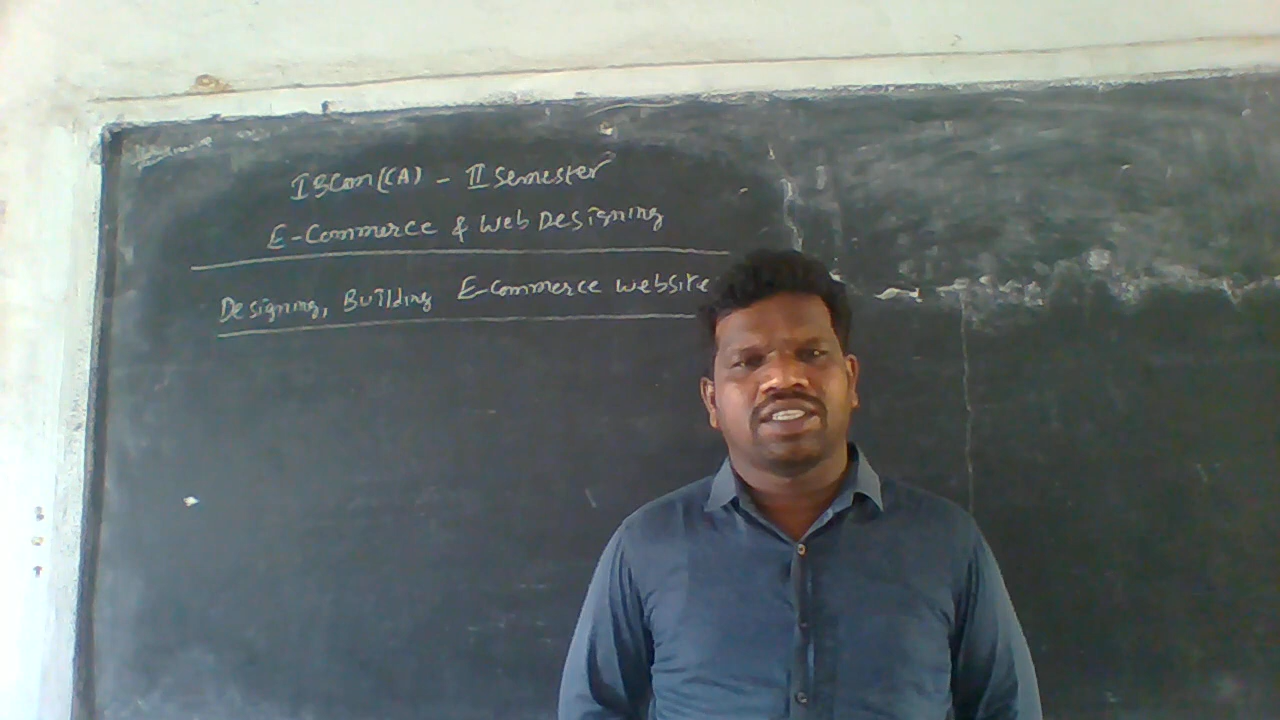 I BCom(CA) - II Semester
E-Commerce & Web Designing
Designing, Building E-Commerce website